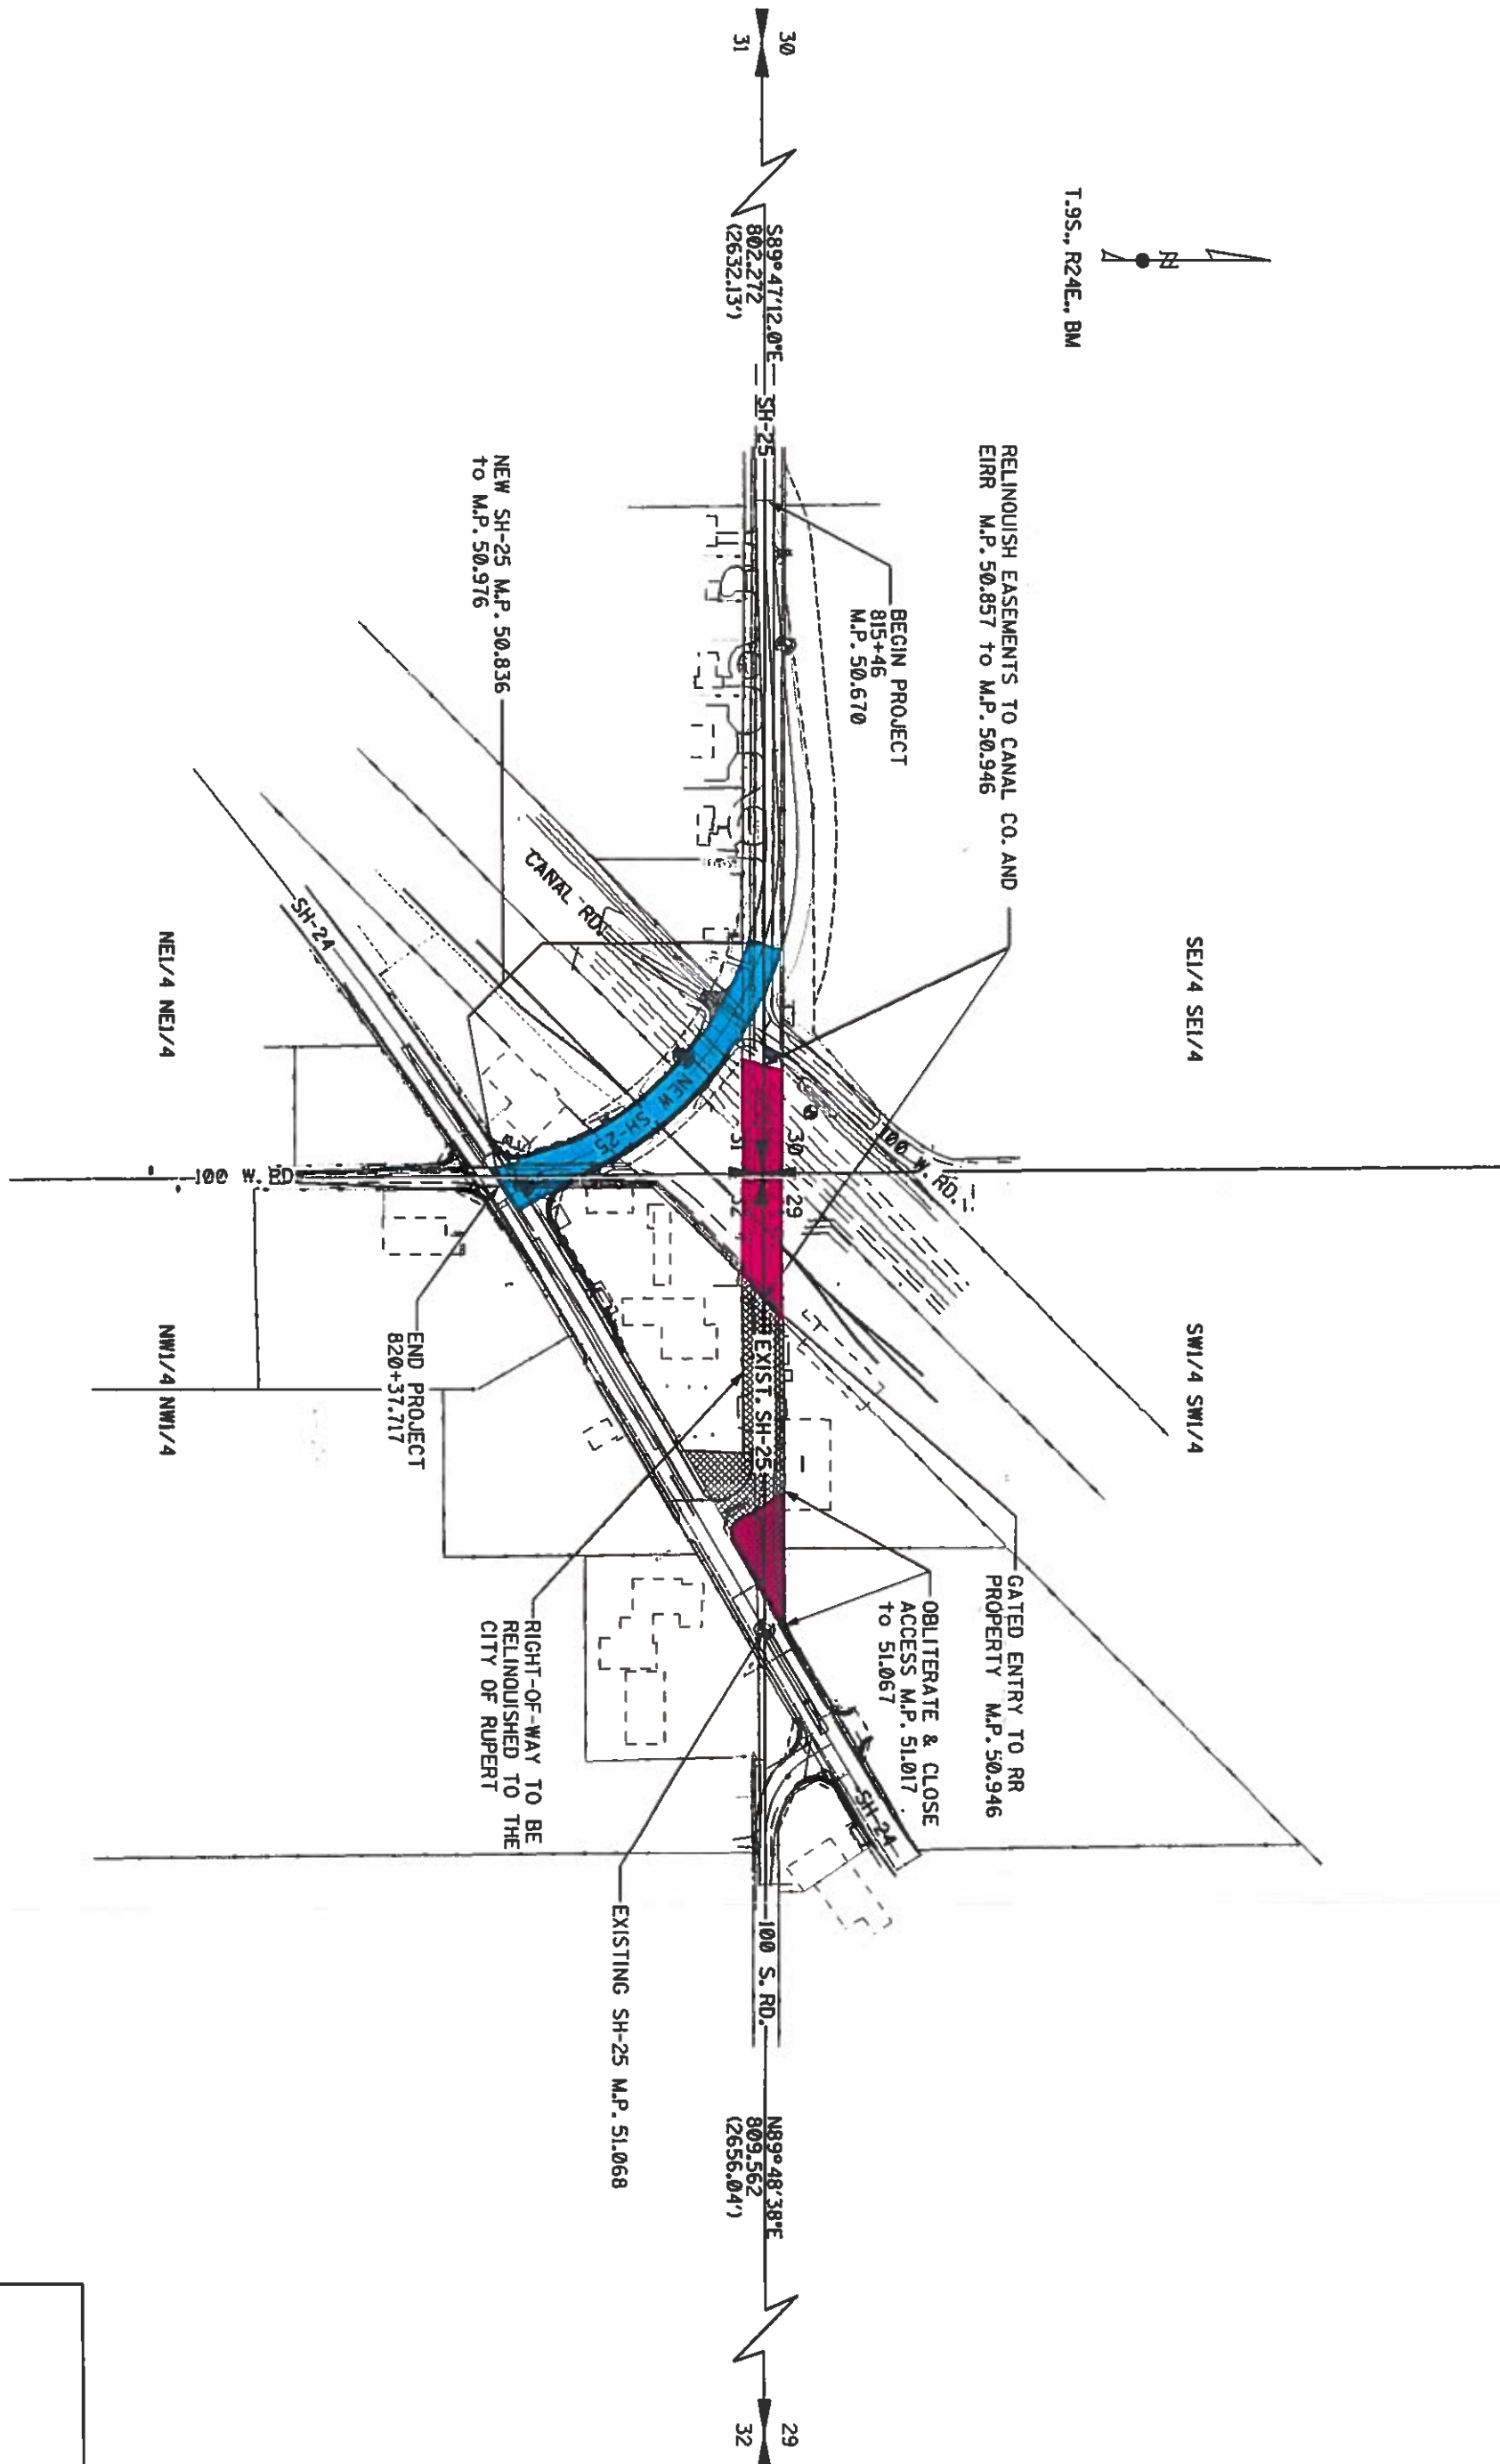 30
31
T.9S., R24E., BM
N
S89°47'12.0"E
802.272
(2632.13')
SH-25
RELINQUISH EASEMENTS TO CANAL CO. AND
EIRR M.P. 50.857 to M.P. 50.946
BEGIN PROJECT
815+46
M.P. 50.670
NEW SH-25 M.P. 50.836
to M.P. 50.976
CANAL RD.
SH-24
NE1/4 NE1/4
SE1/4 SE1/4
NEW SH-25
31
30
32
29
100 W. RD.
100 W. RD.
SW1/4 SW1/4
NW1/4 NW1/4
END PROJECT
820+37.717
EXIST. SH-25
GATED ENTRY TO RR
PROPERTY M.P. 50.946
OBLITERATE & CLOSE
ACCESS M.P. 51.017
to 51.067
RIGHT-OF-WAY TO BE
RELINQUISHED TO THE
CITY OF RUPERT
SH-24
EXISTING SH-25 M.P. 51.068
100 S. RD.
N89°48'38"E
809.562
(2656.04')
29
32